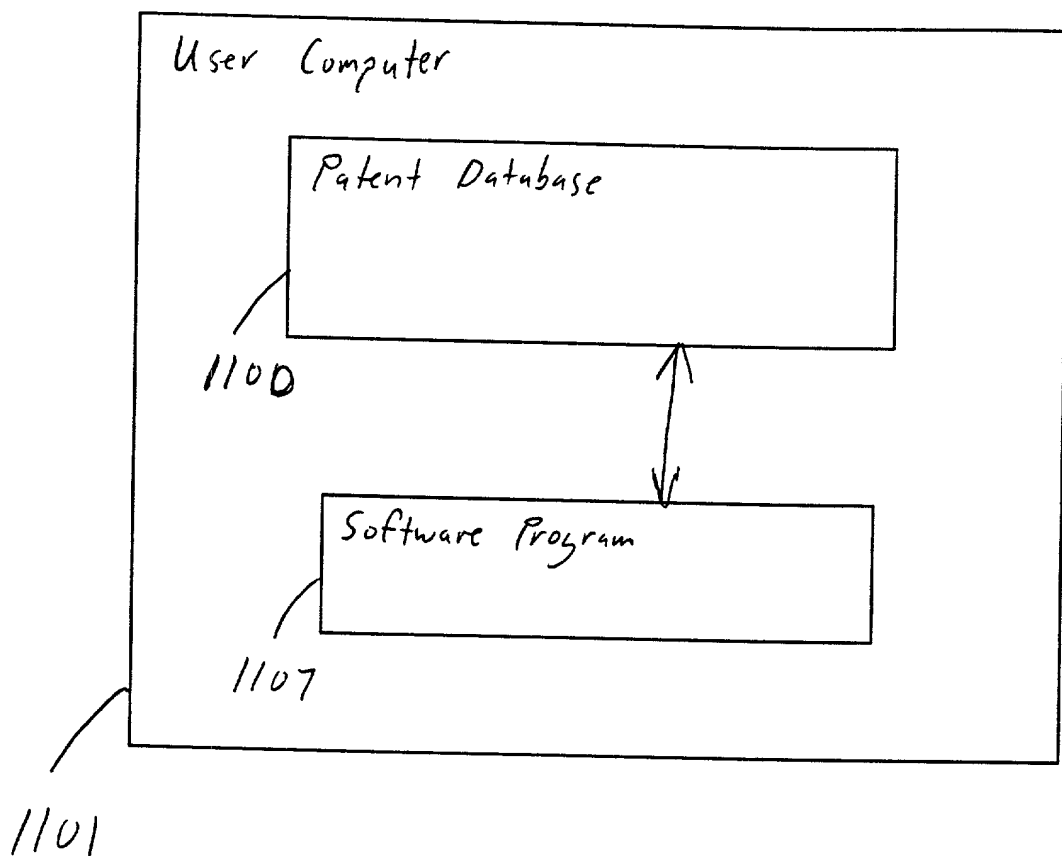 User Computer
Patent Database
1100
Software Program
1107
1101